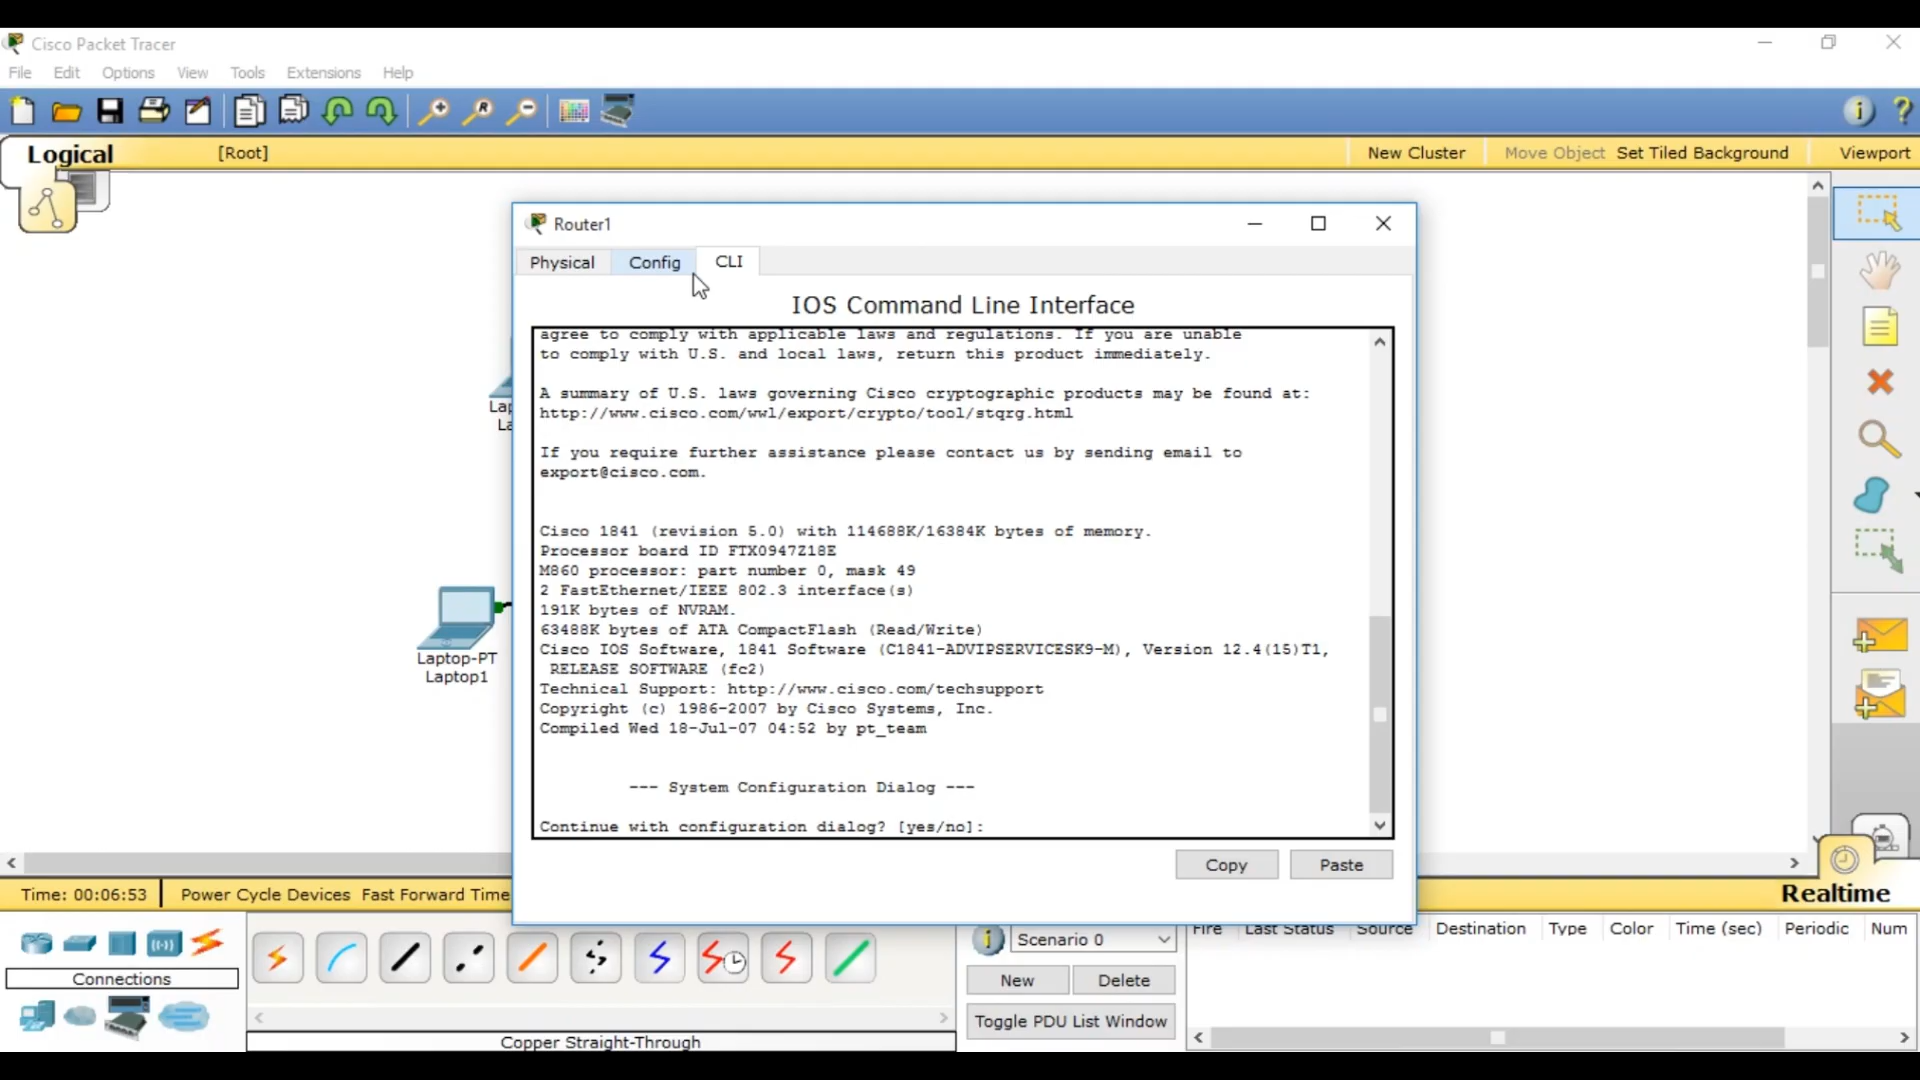 Cisco Packet Tracer
File Edit Options View Tools Extensions Help
Logical [Root] New Cluster Move Object Set Tiled Background Viewport
Router1
Physical Config CLI
IOS Command Line Interface
agree to comply with applicable laws and regulations. If you are unable
to comply with U.S. and local laws, return this product immediately.
A summary of U.S. laws governing Cisco cryptographic products may be found at:
http://www.cisco.com/wwl/export/crypto/tool/stqrg.html
If you require further assistance please contact us by sending email to
export@cisco.com.
Cisco 1841 (revision 5.0) with 114688K/16384K bytes of memory.
Processor board ID FTX0947Z18E
M860 processor: part number 0, mask 49
2 FastEthernet/IEEE 802.3 interface(s)
191K bytes of NVRAM.
63488K bytes of ATA CompactFlash (Read/Write)
Cisco IOS Software, 1841 Software (C1841-ADVIPSERVICESK9-M), Version 12.4(15)T1,
RELEASE SOFTWARE (fc2)
Technical Support: http://www.cisco.com/techsupport
Copyright (c) 1986-2007 by Cisco Systems, Inc.
Compiled Wed 18-Jul-07 04:52 by pt_team
--- System Configuration Dialog ---
Continue with configuration dialog? [yes/no]:
Copy Paste
Lap
La
Laptop-PT
Laptop1
Time: 00:06:53 Power Cycle Devices Fast Forward Time
Realtime
Connections
Copper Straight-Through
Scenario 0
New Delete
Toggle PDU List Window
Fire Last Status Source Destination Type Color Time (sec) Periodic Num